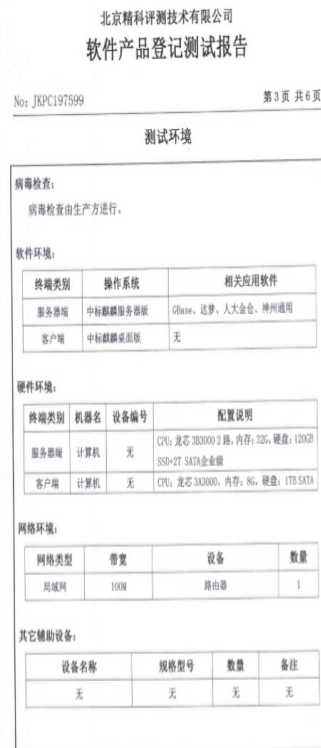 北京精科评测技术有限公司
软件产品登记测试报告
No: JKPC197599 第 3 页 共 6 页
测试环境
病毒检查：
病毒检查由生产方进行。
软件环境：
终端类别 操作系统 相关应用软件
服务器端 中标麒麟服务器版 GBase、达梦、人大金仓、神州通用
客户端 中标麒麟桌面版 无
硬件环境：
终端类别 机器名 设备编号 配置说明
服务器端 计算机 无 CPU：龙芯 3B3000 2 路，内存：32G，硬盘：120GB
SSD+2T SATA企业级
客户端 计算机 无 CPU：龙芯 3A3000，内存：8G，硬盘：1TB SATA
网络环境：
网络类型 带宽 设备 数量
局域网 100M 路由器 1
其它辅助设备：
设备名称 规格型号 数量 备注
无 无 无 无